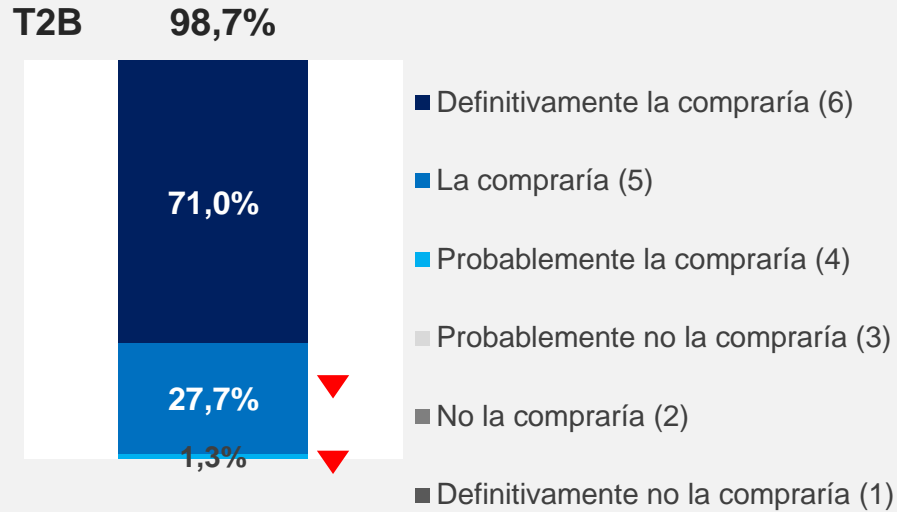 T2B 98,7%
71,0%
27,7%
1,3%
Definitivamente la compraría (6)
La compraría (5)
Probablemente la compraría (4)
Probablemente no la compraría (3)
No la compraría (2)
Definitivamente no la compraría (1)